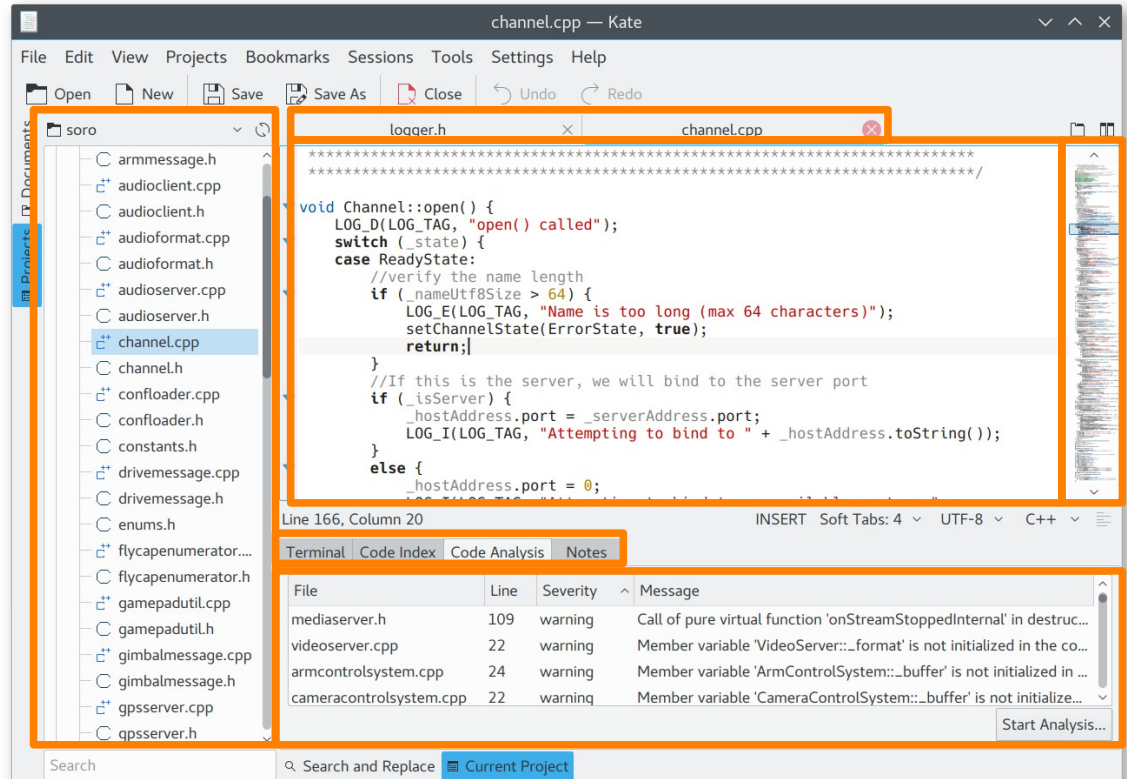 channel.cpp — Kate
File Edit View Projects Bookmarks Sessions Tools Settings Help
Open New Save Save As Close Undo Redo
Documents
Projects
soro
armmessage.h
audioclient.cpp
audioclient.h
audioformat.cpp
audioformat.h
audioserver.cpp
audioserver.h
channel.cpp
channel.h
confloader.cpp
confloader.h
constants.h
drivemessage.cpp
drivemessage.h
enums.h
flycapenumerator....
flycapenumerator.h
gamepadutil.cpp
gamepadutil.h
gimbalmessage.cpp
gimbalmessage.h
gpsserver.cpp
gpsserver.h
Search
logger.h channel.cpp
***************************************************************************
***************************************************************************/
void Channel::open() {
LOG_D(LOG_TAG, "open() called");
switch (_state) {
case ReadyState:
//verify the name length
if (_nameUtf8Size > 64) {
LOG_E(LOG_TAG, "Name is too long (max 64 characters)");
setChannelState(ErrorState, true);
return;
}
//If this is the server, we will bind to the server port
if (_isServer) {
_hostAddress.port = _serverAddress.port;
LOG_I(LOG_TAG, "Attempting to bind to " + _hostAddress.toString());
}
else {
_hostAddress.port = 0;
Line 166, Column 20 INSERT Soft Tabs: 4 UTF-8 C++
Terminal Code Index Code Analysis Notes
File Line Severity Message
mediaserver.h 109 warning Call of pure virtual function 'onStreamStoppedInternal' in destruc...
videoserver.cpp 22 warning Member variable 'VideoServer::_format' is not initialized in the co...
armcontrolsystem.cpp 24 warning Member variable 'ArmControlSystem::_buffer' is not initialized in ...
cameracontrolsystem.cpp 22 warning Member variable 'CameraControlSystem::_buffer' is not initialize...
Start Analysis...
Search and Replace Current Project